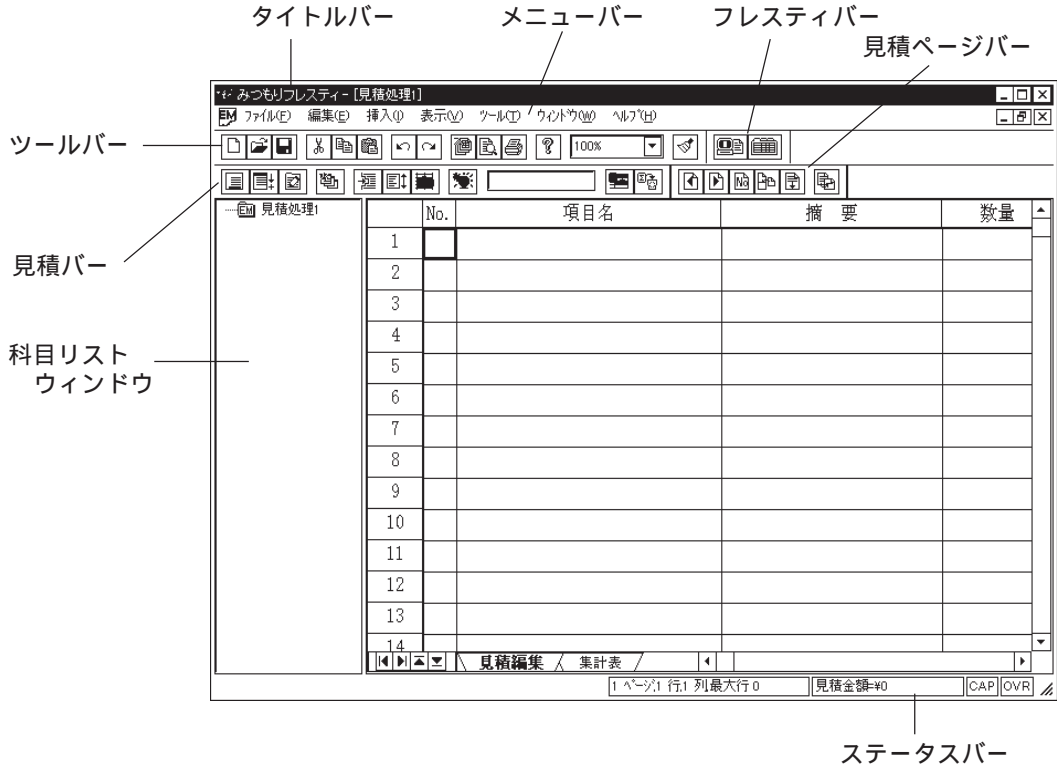 タイトルバー メニューバー フレスティバー
見積ページバー
みつもりフレスティ - [見積処理1]
EM ファイル(F) 編集(E) 挿入(I) 表示(V) ツール(T) ウィンドウ(W) ヘルプ(H)
ツールバー
100%
No
EM 見積処理1
No. 項目名 摘 要 数量
1
2
見積バー
3
4
科目リスト
ウィンドウ
5
6
7
8
9
10
11
12
13
14
見積編集 集計表
1 ページ,1 行,1 列,最大行 0 見積金額=¥0 CAP OVR
ステータスバー